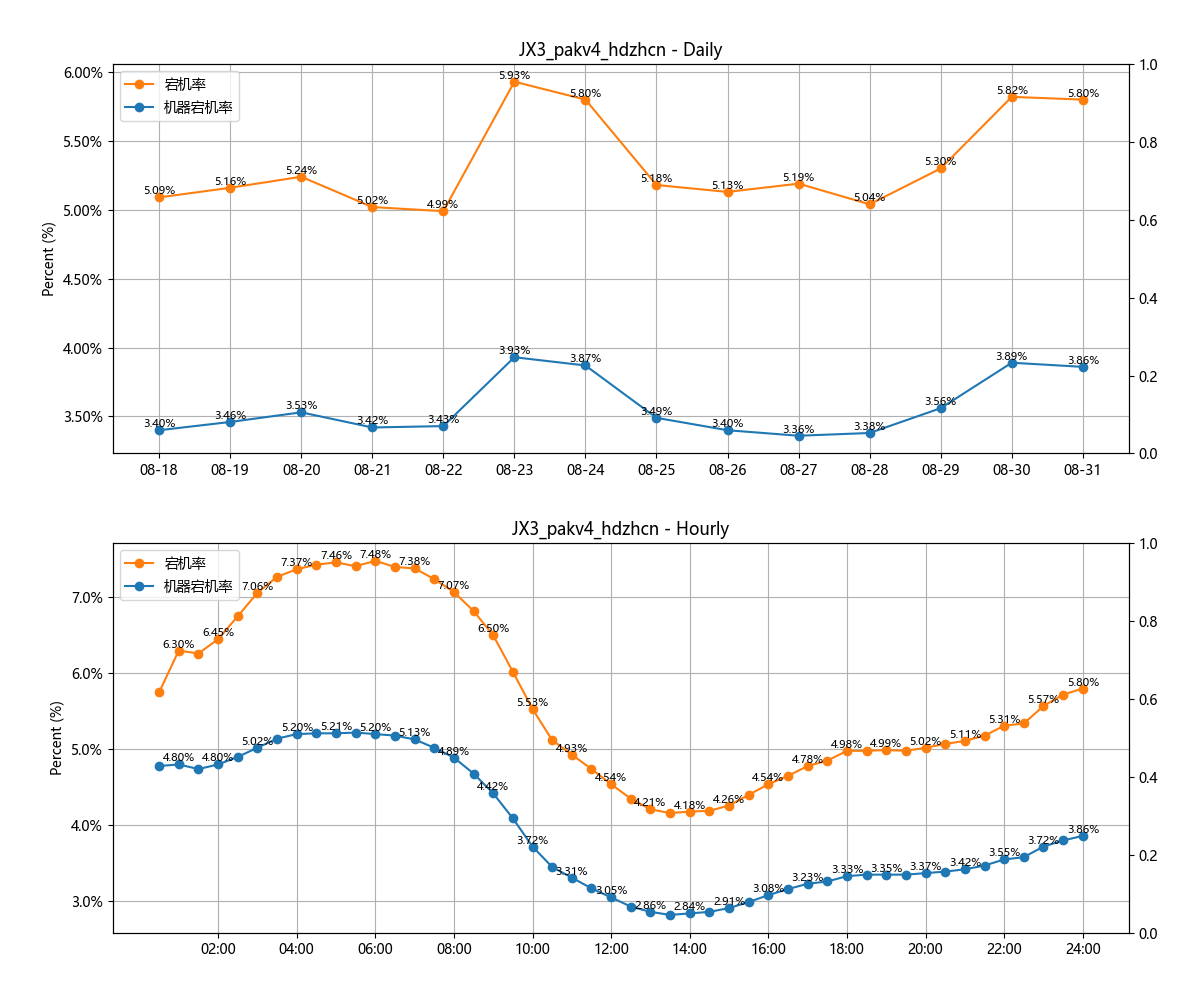 JX3_pakv4_hdzhcn - Daily
宕机率
机器宕机率
Percent (%)
6.00%
5.50%
5.00%
4.50%
4.00%
3.50%
1.0
0.8
0.6
0.4
0.2
0.0
5.09% 5.16% 5.24% 5.02% 4.99% 5.93% 5.80% 5.18% 5.13% 5.19% 5.04% 5.30% 5.82% 5.80%
3.40% 3.46% 3.53% 3.42% 3.43% 3.93% 3.87% 3.49% 3.40% 3.36% 3.38% 3.56% 3.89% 3.86%
08-18 08-19 08-20 08-21 08-22 08-23 08-24 08-25 08-26 08-27 08-28 08-29 08-30 08-31
JX3_pakv4_hdzhcn - Hourly
宕机率
机器宕机率
Percent (%)
7.0%
6.0%
5.0%
4.0%
3.0%
1.0
0.8
0.6
0.4
0.2
0.0
6.30% 6.45% 7.06% 7.37% 7.46% 7.48% 7.38% 7.07% 6.50% 5.53% 4.93% 4.54% 4.21% 4.18% 4.26% 4.54% 4.78% 4.98% 4.99% 5.02% 5.11% 5.31% 5.57% 5.80%
4.80% 4.80% 5.02% 5.20% 5.21% 5.20% 5.13% 4.89% 4.42% 3.72% 3.31% 3.05% 2.86% 2.84% 2.91% 3.08% 3.23% 3.33% 3.35% 3.37% 3.42% 3.55% 3.72% 3.86%
02:00 04:00 06:00 08:00 10:00 12:00 14:00 16:00 18:00 20:00 22:00 24:00